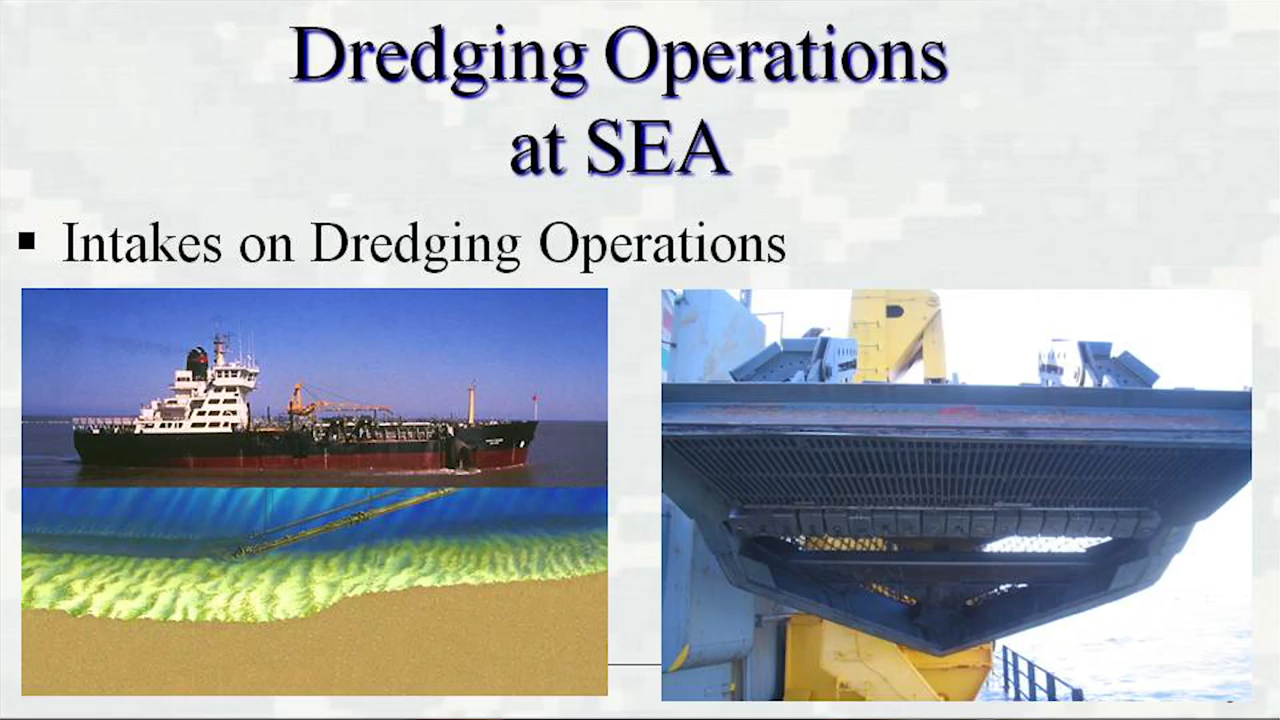 Dredging Operations
at SEA
▪ Intakes on Dredging Operations